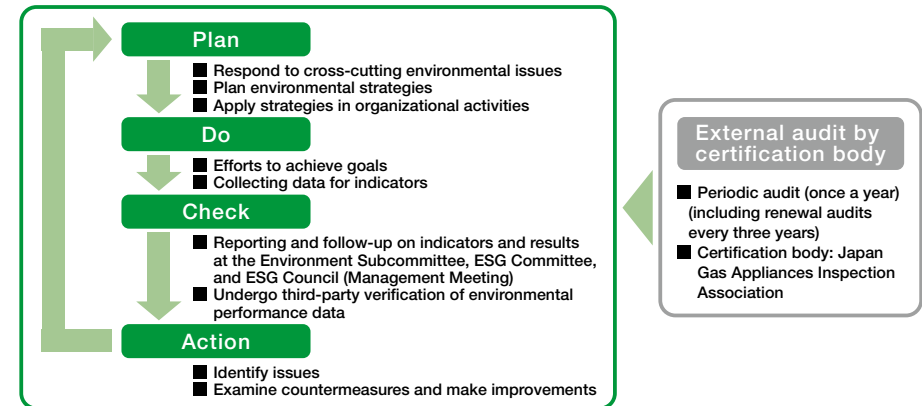 Plan
■ Respond to cross-cutting environmental issues
■ Plan environmental strategies
■ Apply strategies in organizational activities
Do
■ Efforts to achieve goals
■ Collecting data for indicators
Check
■ Reporting and follow-up on indicators and results
at the Environment Subcommittee, ESG Committee,
and ESG Council (Management Meeting)
■ Undergo third-party verification of environmental
performance data
Action
■ Identify issues
■ Examine countermeasures and make improvements
External audit by
certification body
■ Periodic audit (once a year)
(including renewal audits
every three years)
■ Certification body: Japan
Gas Appliances Inspection
Association